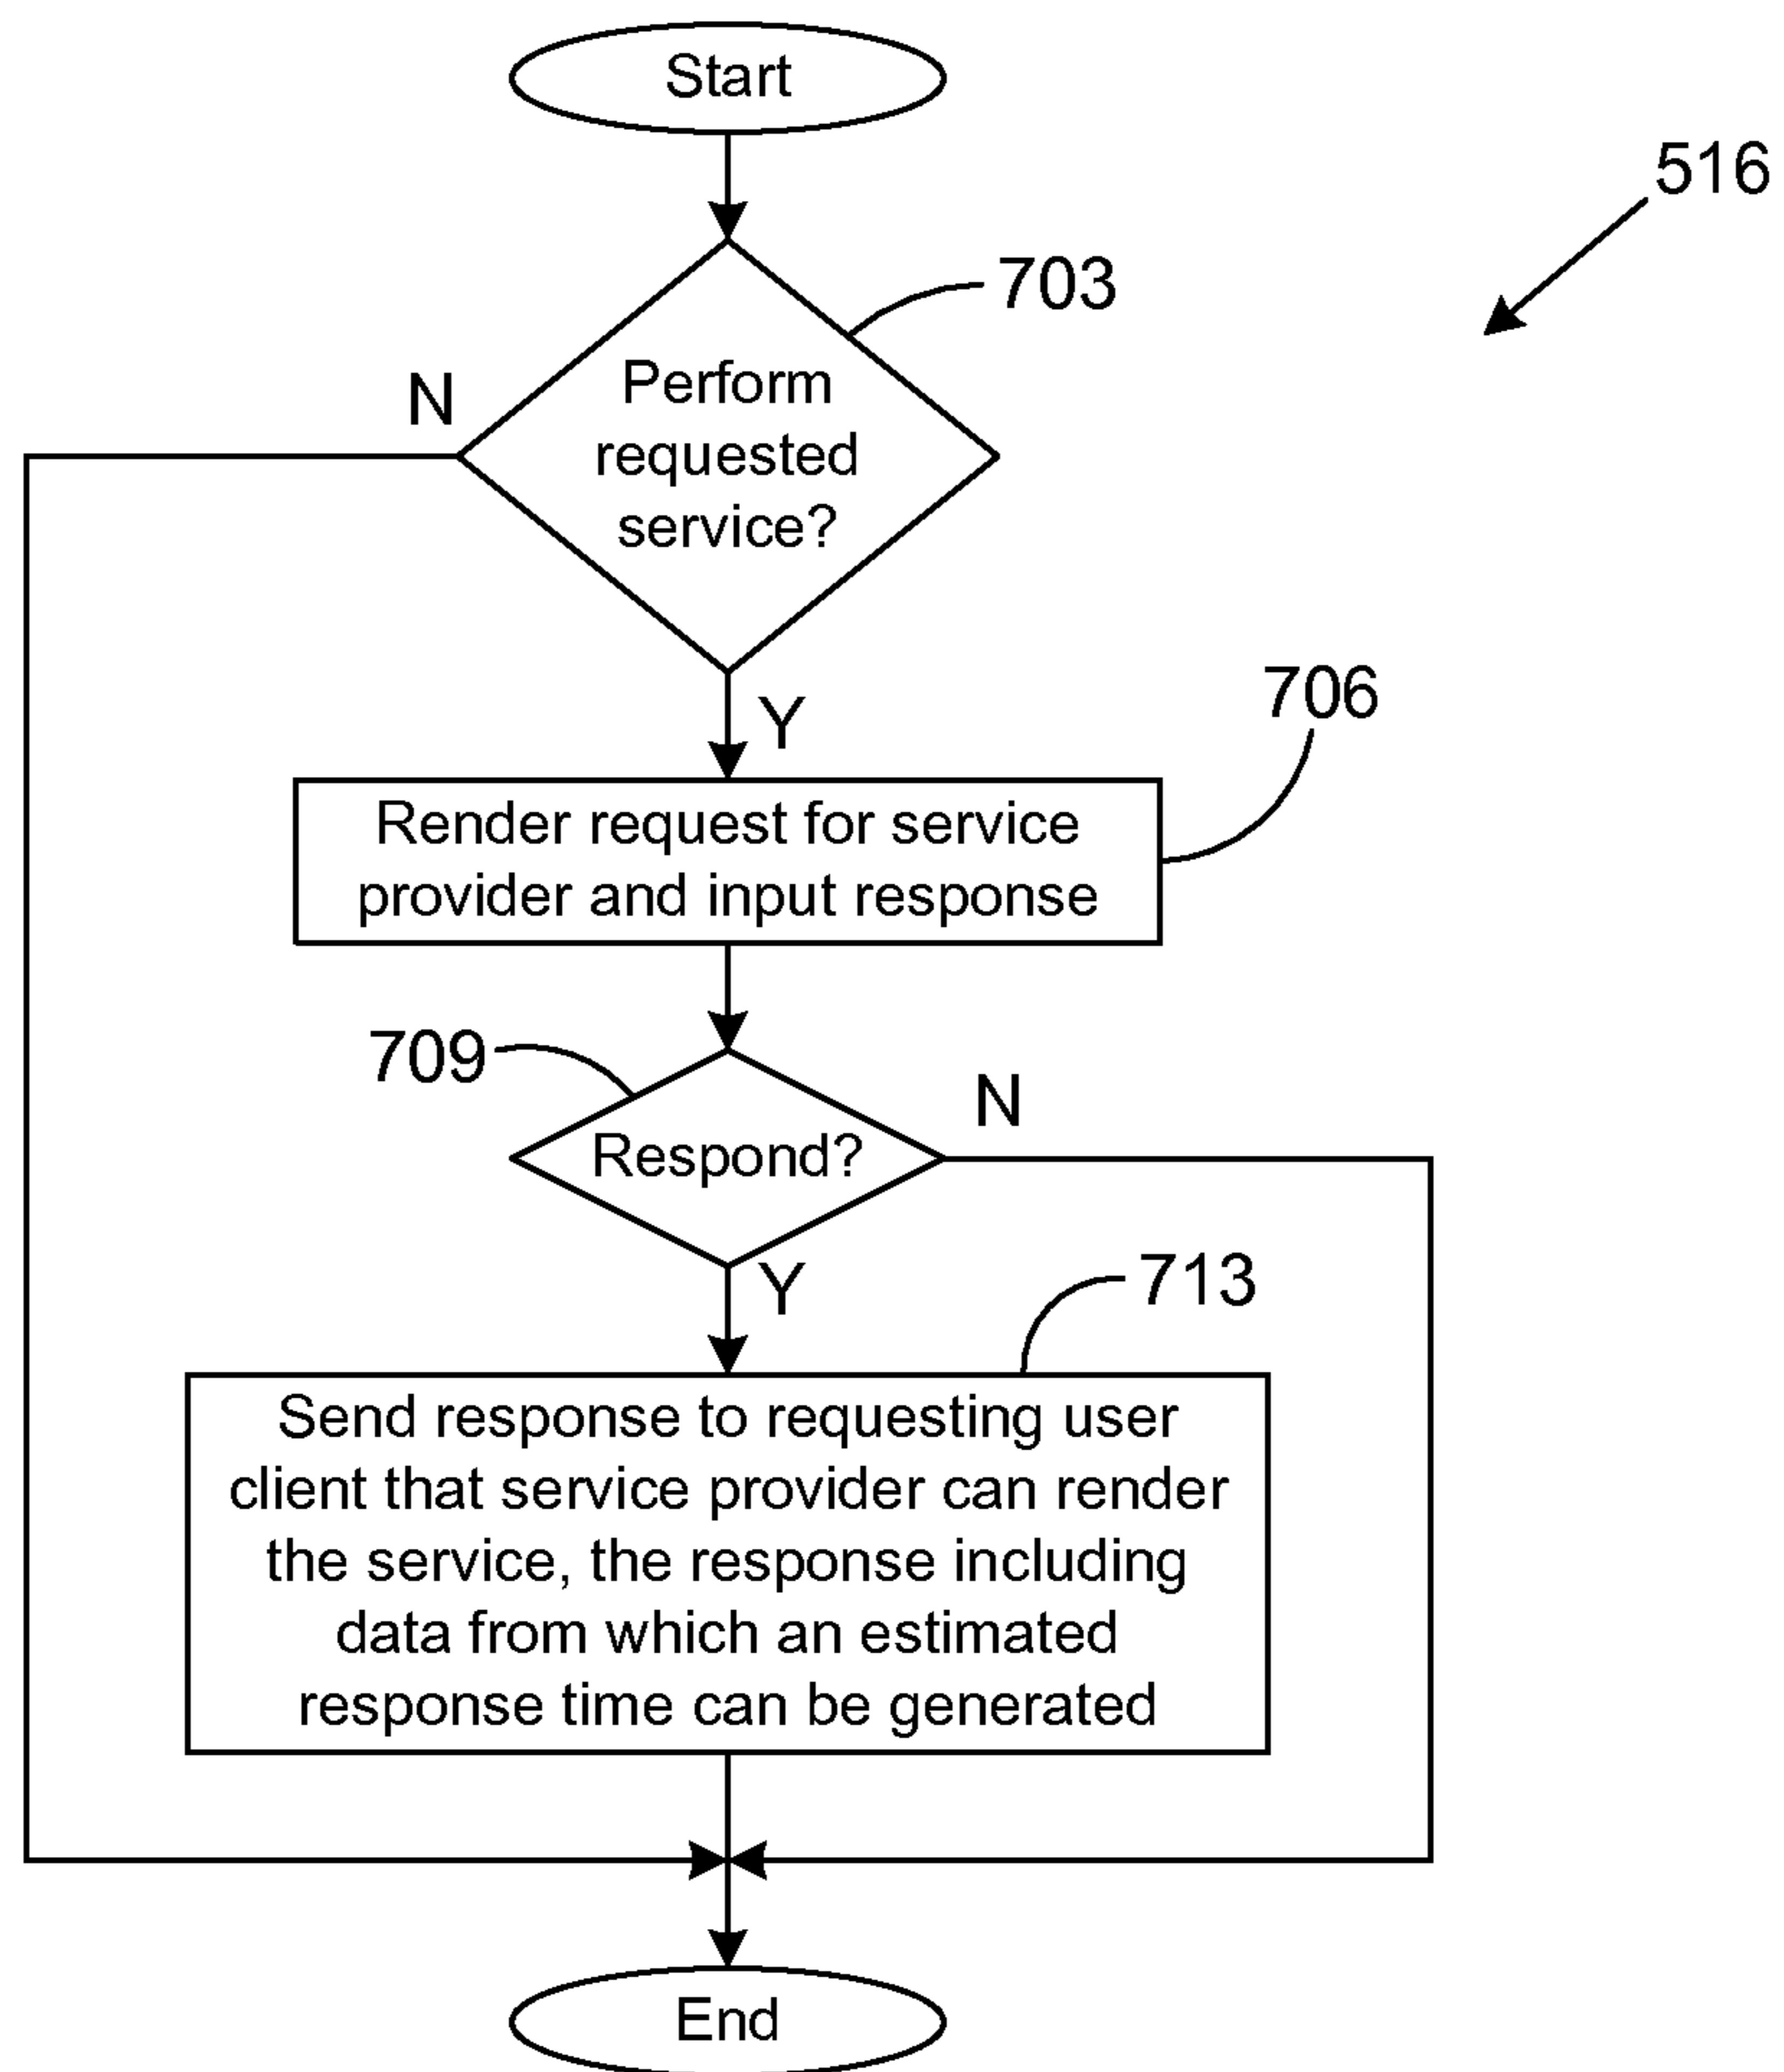 Start
516
703
N
Perform
requested
service?
Y
706
Render request for service
provider and input response
709
N
Respond?
Y
713
Send response to requesting user
client that service provider can render
the service, the response including
data from which an estimated
response time can be generated
End